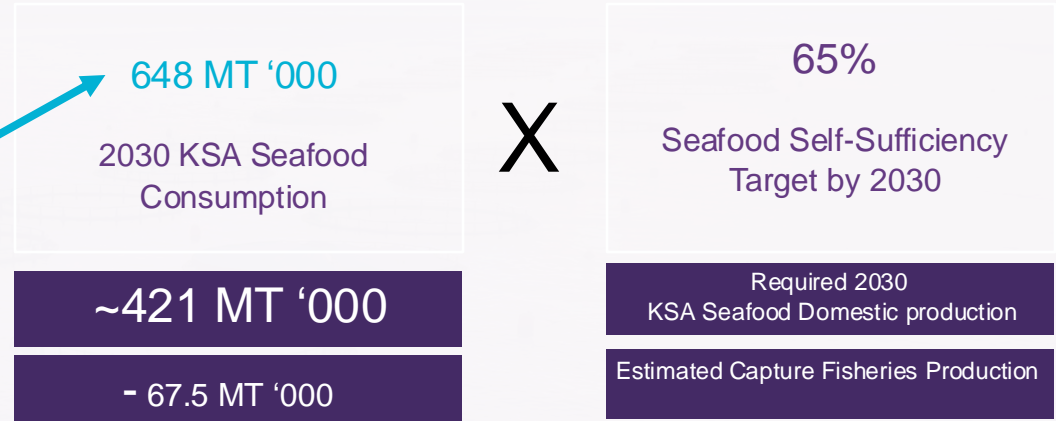 648 MT ‘000
2030 KSA Seafood
Consumption
X
65%
Seafood Self-Sufficiency
Target by 2030
~421 MT ‘000
Required 2030
KSA Seafood Domestic production
- 67.5 MT ‘000
Estimated Capture Fisheries Production